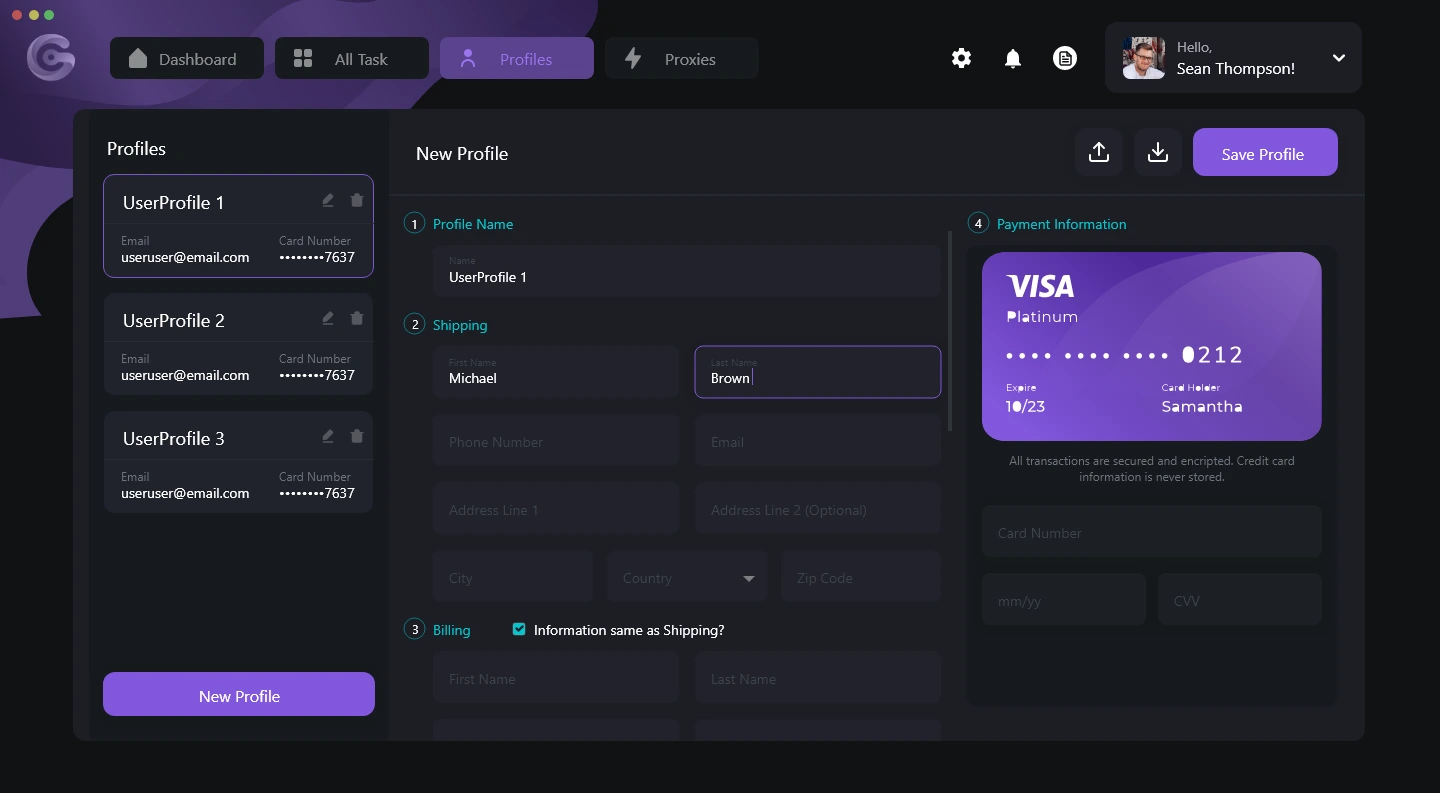 Dashboard
All Task
Profiles
Proxies
Hello,
Sean Thompson!
Profiles
UserProfile 1
Email
Card Number
useruser@email.com
••••••••7637
UserProfile 2
Email
Card Number
useruser@email.com
••••••••7637
UserProfile 3
Email
Card Number
useruser@email.com
••••••••7637
New Profile
New Profile
Save Profile
1 Profile Name
Name
UserProfile 1
2 Shipping
First Name
Michael
Last Name
Brown
Phone Number
Email
Address Line 1
Address Line 2 (Optional)
City
Country
Zip Code
3 Billing
Information same as Shipping?
First Name
Last Name
4 Payment Information
VISA
Platinum
•••• •••• •••• 0212
Expire
Card Holder
10/23
Samantha
All transactions are secured and encripted. Credit card
information is never stored.
Card Number
mm/yy
CVV